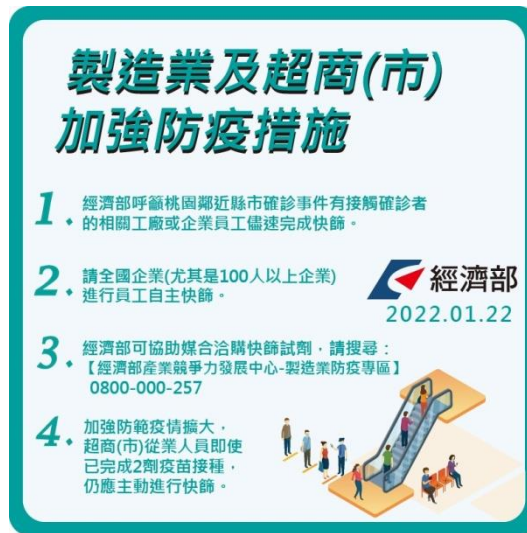 製造業及超商(市)
加強防疫措施
1. 經濟部呼籲桃園鄰近縣市確診事件有接觸確診者
的相關工廠或企業員工儘速完成快篩。
2. 請全國企業(尤其是100人以上企業)
進行員工自主快篩。
經濟部
2022.01.22
3. 經濟部可協助媒合洽購快篩試劑，請搜尋：
【經濟部產業競爭力發展中心-製造業防疫專區】
0800-000-257
4. 加強防範疫情擴大，
超商(市)從業人員即使
已完成2劑疫苗接種，
仍應主動進行快篩。